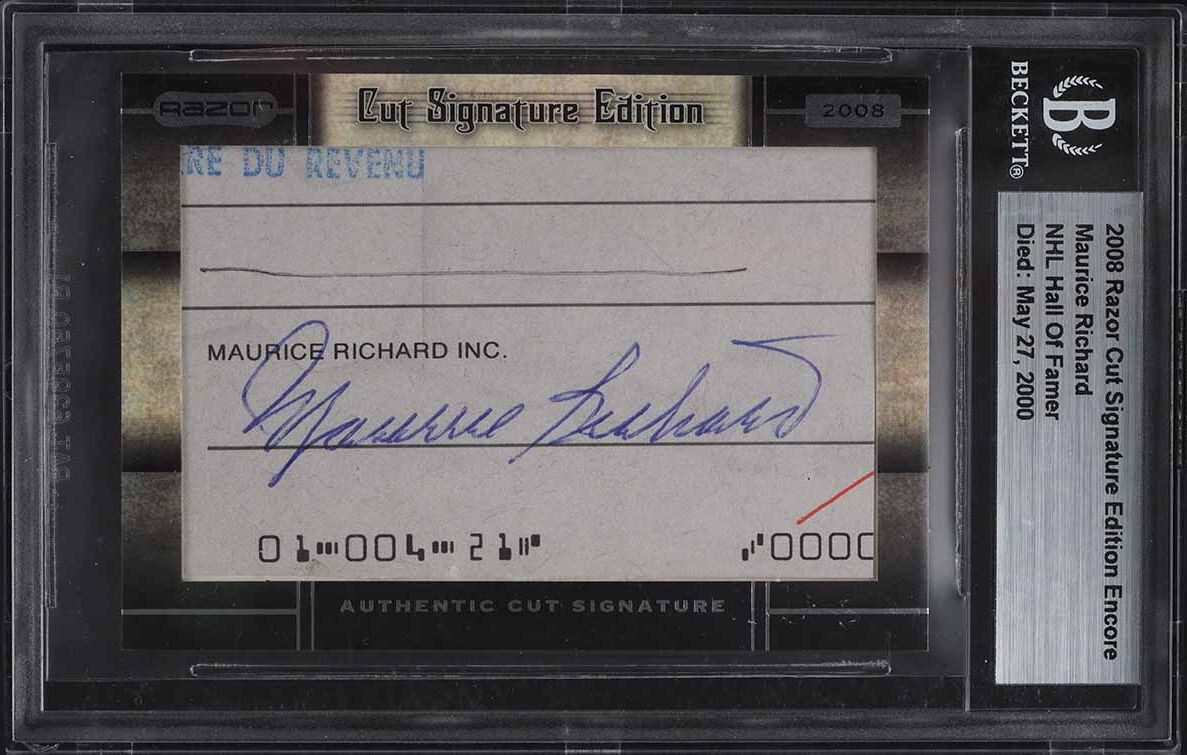 RAZOR
Cut Signature Edition
2008
RE DU REVENU
MAURICE RICHARD INC.
Maurice Richard
01 004 21
0000
AUTHENTIC CUT SIGNATURE
B
BECKETT®
2008 Razor Cut Signature Edition Encore
Maurice Richard
NHL Hall Of Famer
Died: May 27, 2000